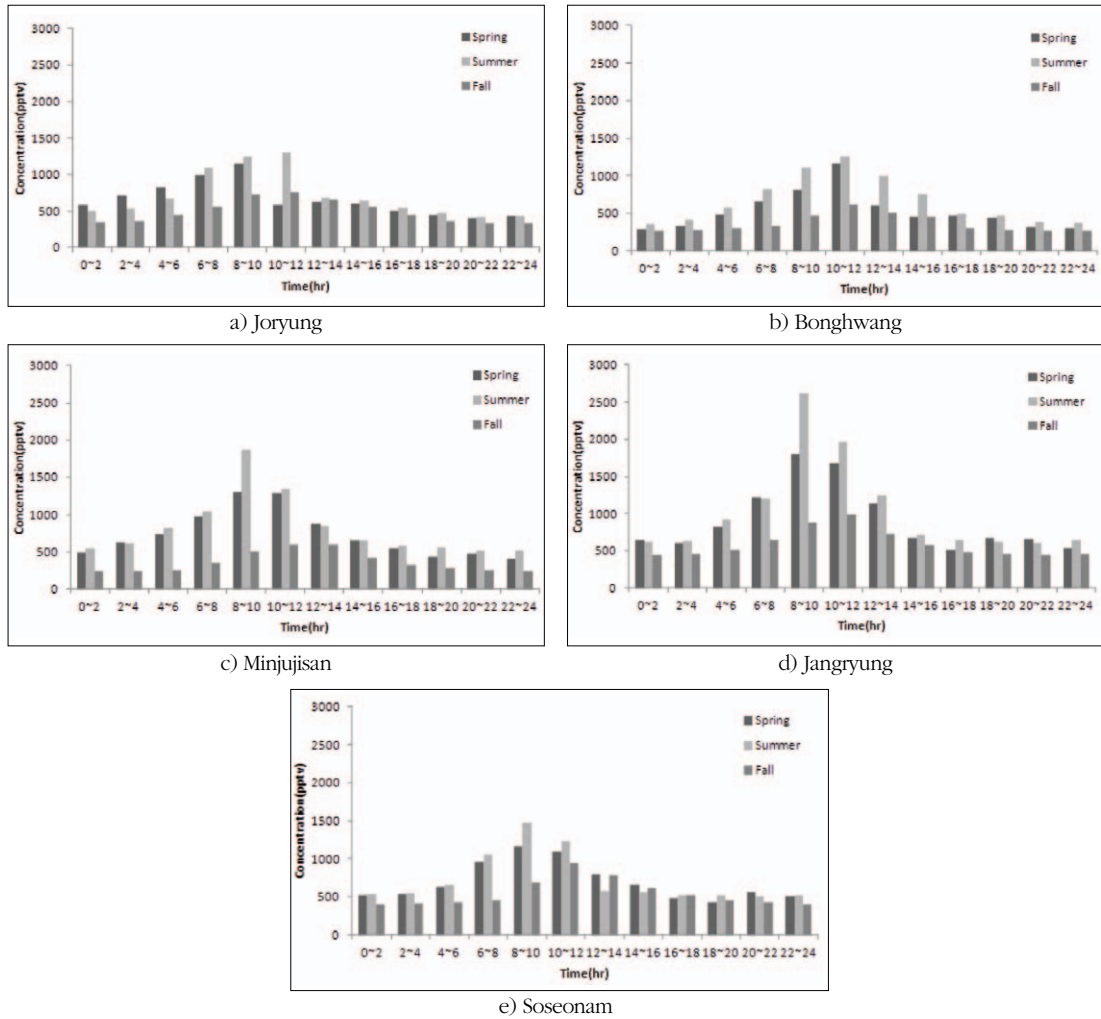 3000
2500
2000
1500
1000
500
0
Concentration(pptv)
Spring
Summer
Fall
0~2 2~4 4~6 6~8 8~10 10~12 12~14 14~16 16~18 18~20 20~22 22~24
Time(hr)
a) Joryung
3000
2500
2000
1500
1000
500
0
Concentration(pptv)
Spring
Summer
Fall
0~2 2~4 4~6 6~8 8~10 10~12 12~14 14~16 16~18 18~20 20~22 22~24
Time(hr)
b) Bonghwang
3000
2500
2000
1500
1000
500
0
Concentration(pptv)
Spring
Summer
Fall
0~2 2~4 4~6 6~8 8~10 10~12 12~14 14~16 16~18 18~20 20~22 22~24
Time(hr)
c) Minjujisan
3000
2500
2000
1500
1000
500
0
Concentration(pptv)
Spring
Summer
Fall
0~2 2~4 4~6 6~8 8~10 10~12 12~14 14~16 16~18 18~20 20~22 22~24
Time(hr)
d) Jangryung
3000
2500
2000
1500
1000
500
0
Concentration(pptv)
Spring
Summer
Fall
0~2 2~4 4~6 6~8 8~10 10~12 12~14 14~16 16~18 18~20 20~22 22~24
Time(hr)
e) Soseonam